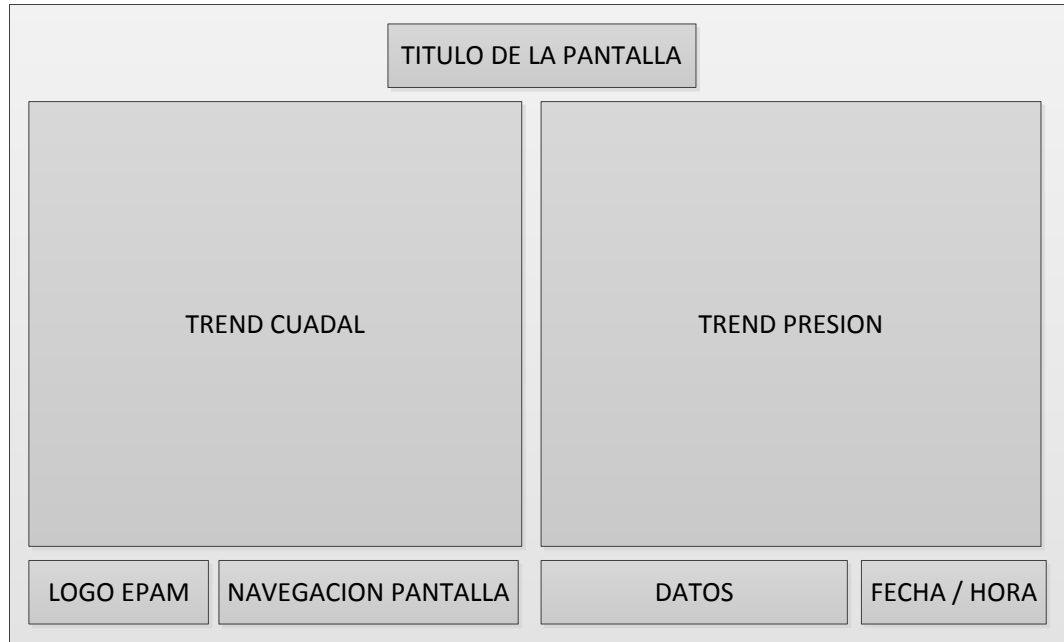 TITULO DE LA PANTALLA
TREND CUADAL
TREND PRESION
LOGO EPAM
NAVEGACION PANTALLA
DATOS
FECHA / HORA